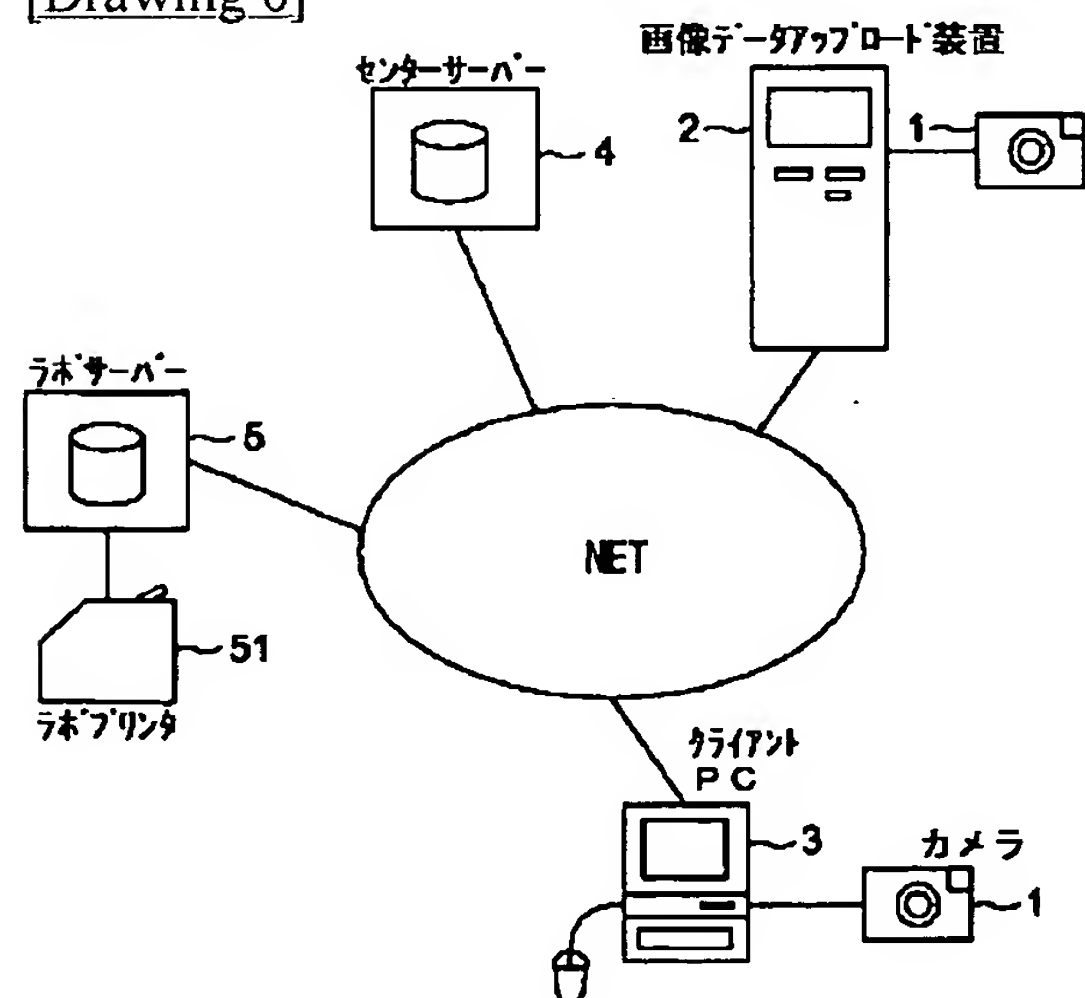 [Drawing 6]
画像ﾃﾞｰﾀｱｯﾌﾟﾛｰﾄﾞ装置
ｾﾝﾀｰｻｰﾊﾞｰ
2
1
4
ﾗﾎﾞｻｰﾊﾞｰ
5
NET
51
ﾗﾎﾞﾌﾟﾘﾝﾀ
ｸﾗｲｱﾝﾄ
ＰＣ
3
カメラ
1